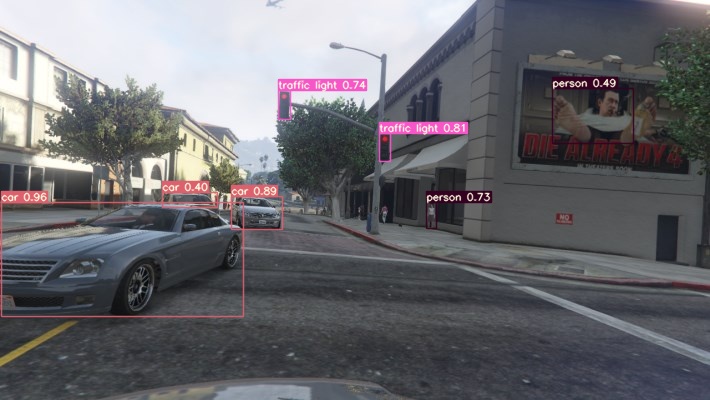 traffic light 0.74
person 0.49
traffic light 0.81
DIE ALREADY 4
car 0.40
car 0.89
car 0.96
person 0.73
NO